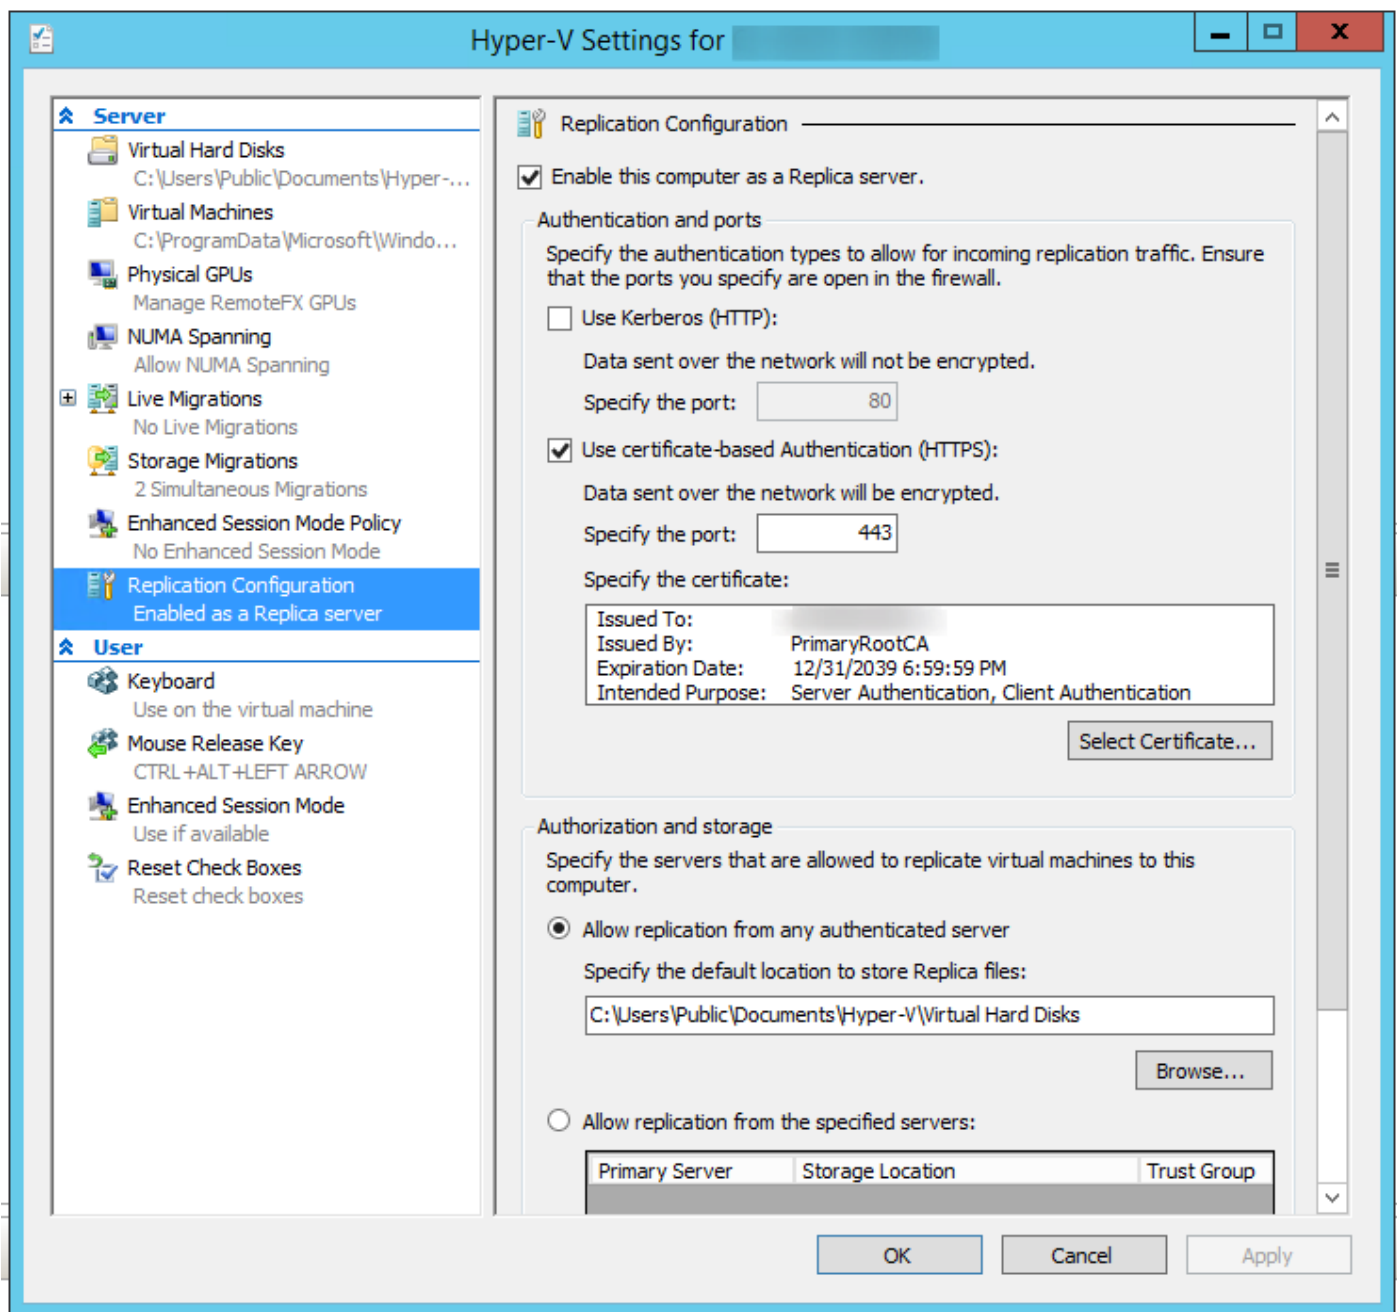 Hyper-V Settings for
Server
Virtual Hard Disks
C:\Users\Public\Documents\Hyper-...
Virtual Machines
C:\ProgramData\Microsoft\Windo...
Physical GPUs
Manage RemoteFX GPUs
NUMA Spanning
Allow NUMA Spanning
Live Migrations
No Live Migrations
Storage Migrations
2 Simultaneous Migrations
Enhanced Session Mode Policy
No Enhanced Session Mode
Replication Configuration
Enabled as a Replica server
User
Keyboard
Use on the virtual machine
Mouse Release Key
CTRL+ALT+LEFT ARROW
Enhanced Session Mode
Use if available
Reset Check Boxes
Reset check boxes
Replication Configuration
Enable this computer as a Replica server.
Authentication and ports
Specify the authentication types to allow for incoming replication traffic. Ensure
that the ports you specify are open in the firewall.
Use Kerberos (HTTP):
Data sent over the network will not be encrypted.
Specify the port: 80
Use certificate-based Authentication (HTTPS):
Data sent over the network will be encrypted.
Specify the port: 443
Specify the certificate:
Issued To:
Issued By: PrimaryRootCA
Expiration Date: 12/31/2039 6:59:59 PM
Intended Purpose: Server Authentication, Client Authentication
Select Certificate...
Authorization and storage
Specify the servers that are allowed to replicate virtual machines to this
computer.
Allow replication from any authenticated server
Specify the default location to store Replica files:
C:\Users\Public\Documents\Hyper-V\Virtual Hard Disks
Browse...
Allow replication from the specified servers:
Primary Server Storage Location Trust Group
OK Cancel Apply